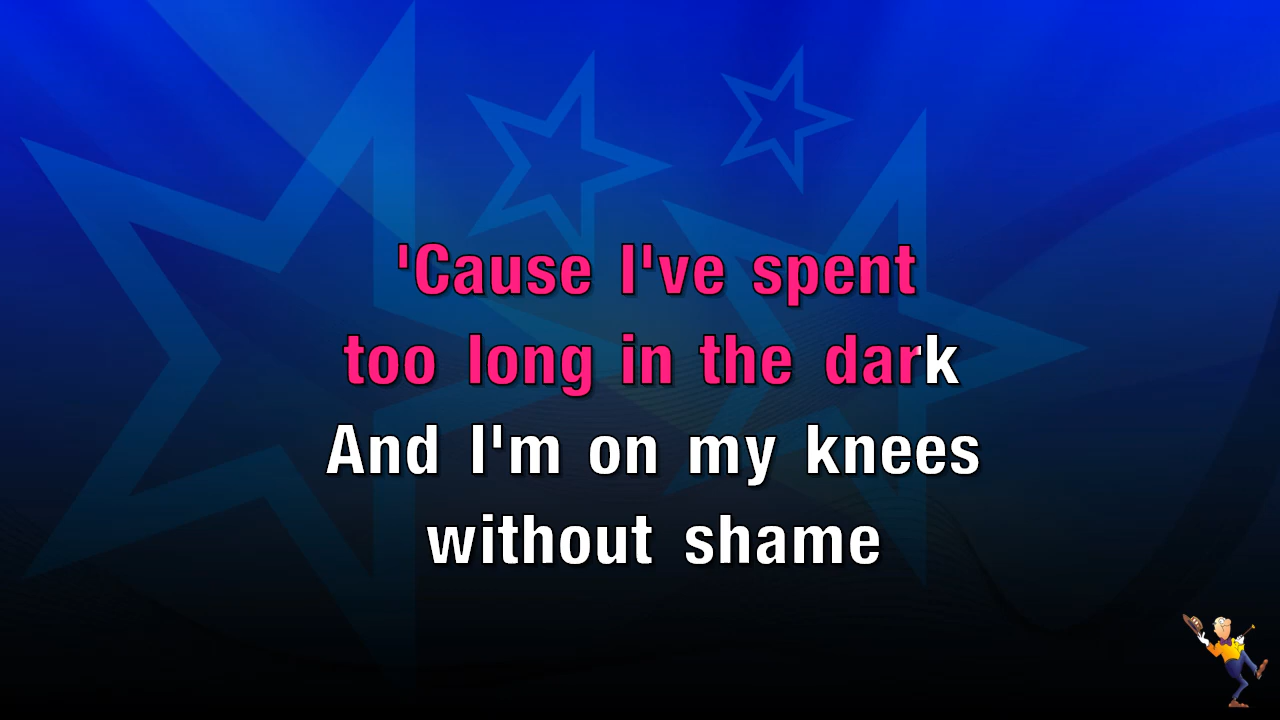 'Cause I've spent
too long in the dark
And I'm on my knees
without shame